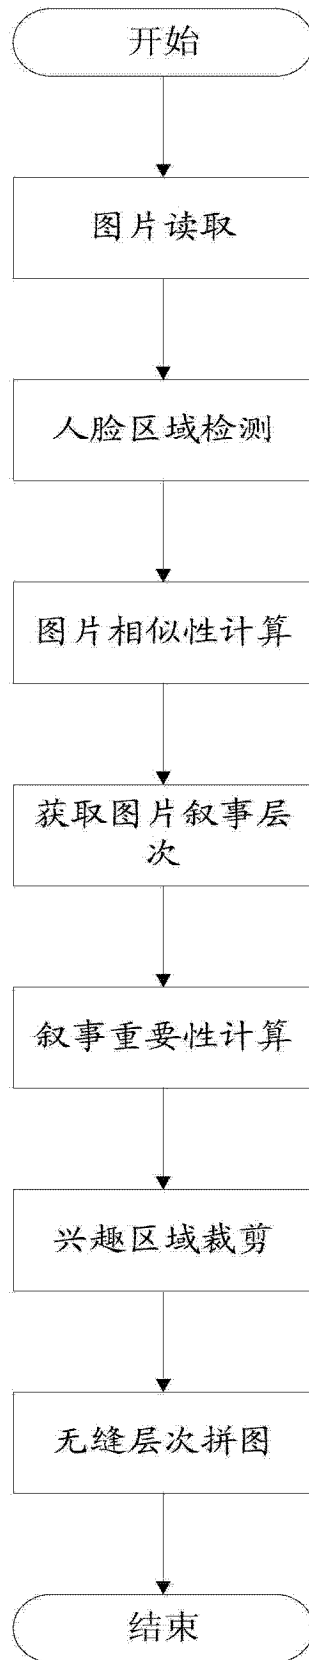 开始
图片读取
人脸区域检测
图片相似性计算
获取图片叙事层
次
叙事重要性计算
兴趣区域裁剪
无缝层次拼图
结束